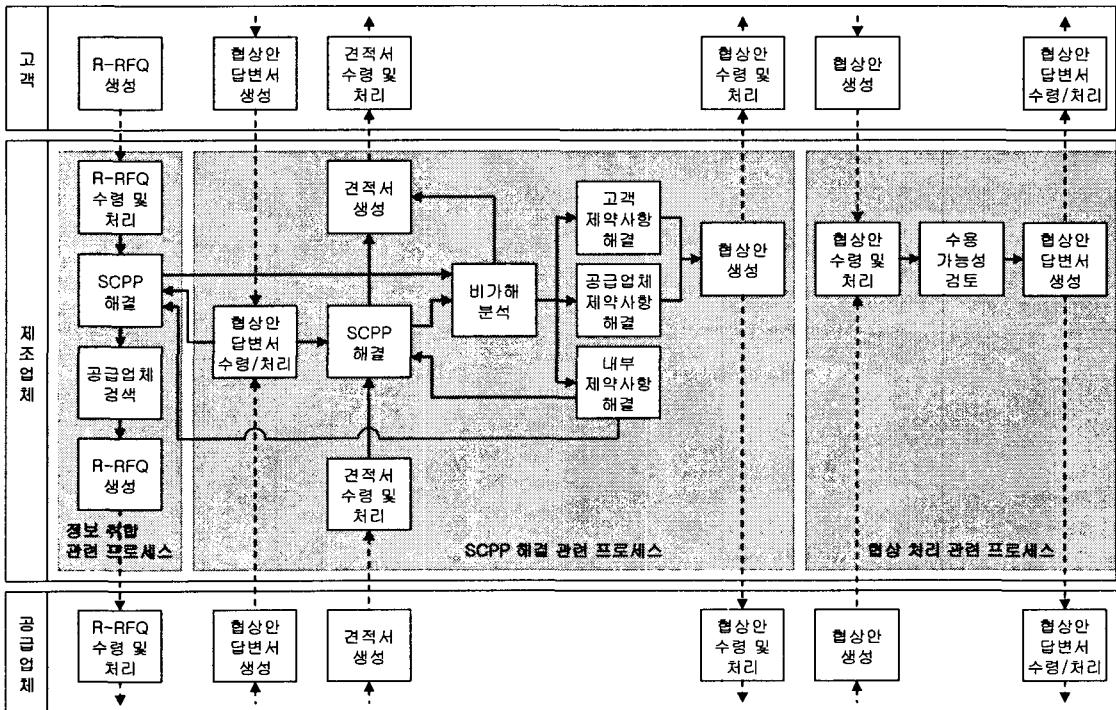 고
객
R-RFQ
생성
협상안
답변서
생성
견적서
수령 및
처리
협상안
수령 및
처리
협상안
생성
협상안
답변서
수령/처리
제
조
업
체
R-RFQ
수령 및
처리
SCPP
해결
공급업체
검색
R-RFQ
생성
정보 취합
관련 프로세스
견적서
생성
협상안
답변서
수령/처리
SCPP
해결
견적서
수령 및
처리
비가해
분석
고객
제약사항
해결
공급업체
제약사항
해결
내부
제약사항
해결
협상안
생성
SCPP 해결 관련 프로세스
협상안
수령 및
처리
수용
가능성
검토
협상안
답변서
생성
협상 처리 관련 프로세스
공
급
업
체
R-RFQ
수령 및
처리
협상안
답변서
생성
견적서
생성
협상안
수령 및
처리
협상안
생성
협상안
답변서
수령/처리